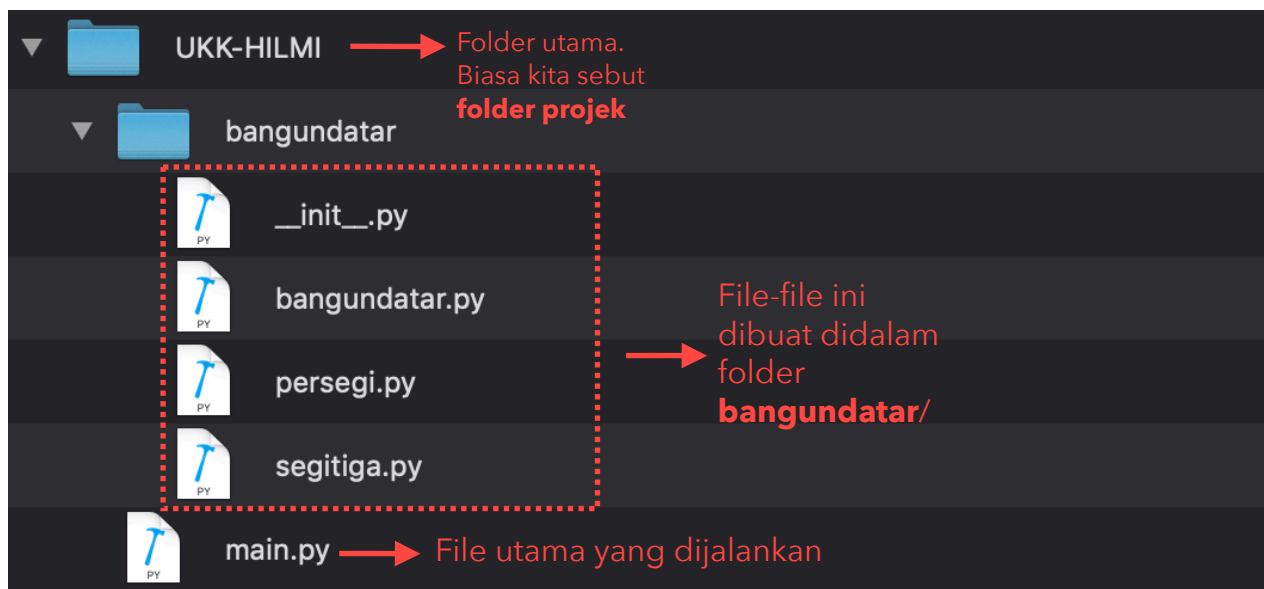 UKK-HILMI
Folder utama.
Biasa kita sebut
folder projek
bangundatar
PY
__init__.py
PY
bangundatar.py
File-file ini
dibuat didalam
folder
bangundatar/
PY
persegi.py
PY
segitiga.py
PY
main.py
File utama yang dijalankan